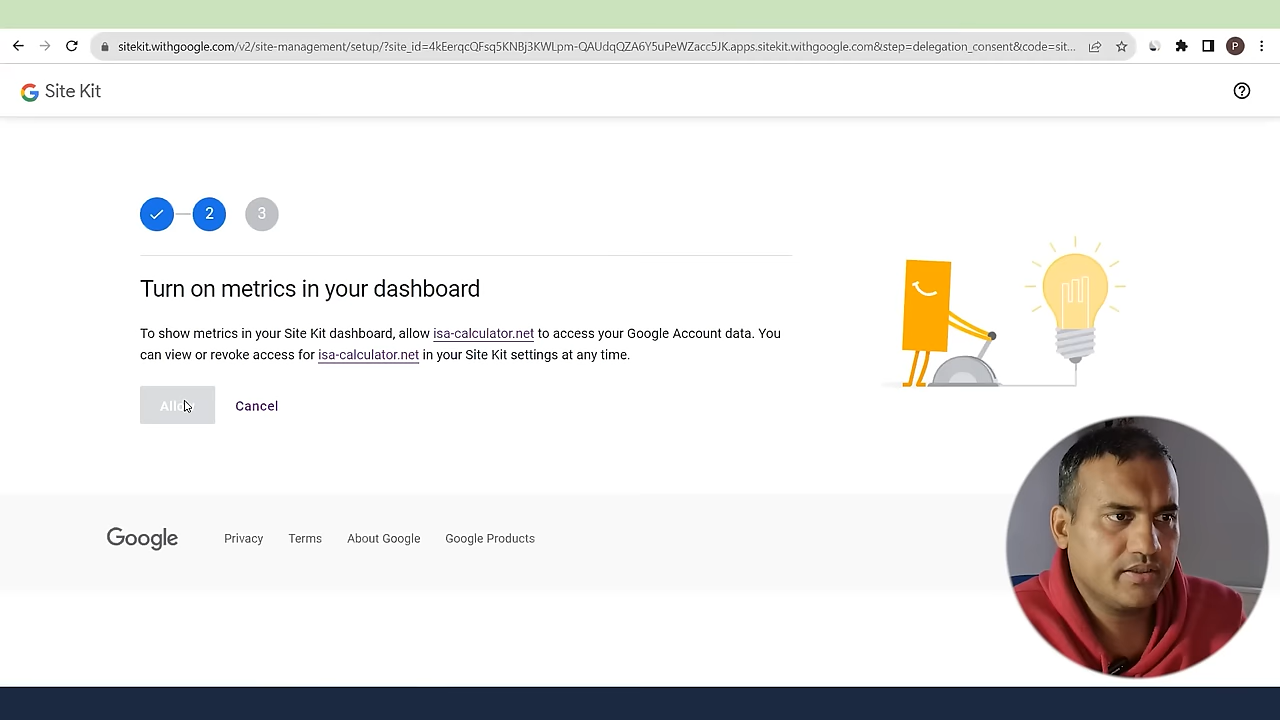 sitekit.withgoogle.com/v2/site-management/setup/?site_id=4kEeiqcQFsq5RIBj3KWLpm-QAUdqQZA6Y5uPeWZacc5JK.apps.sitekit.withgoogle.com&step=delegation_consent&code=sit...
P
Site Kit
2
3
Turn on metrics in your dashboard
To show metrics in your Site Kit dashboard, allow isa-calculator.net to access your Google Account data. You
can view or revoke access for isa-calculator.net in your Site Kit settings at any time.
Allow Cancel
Google Privacy Terms About Google Google Products